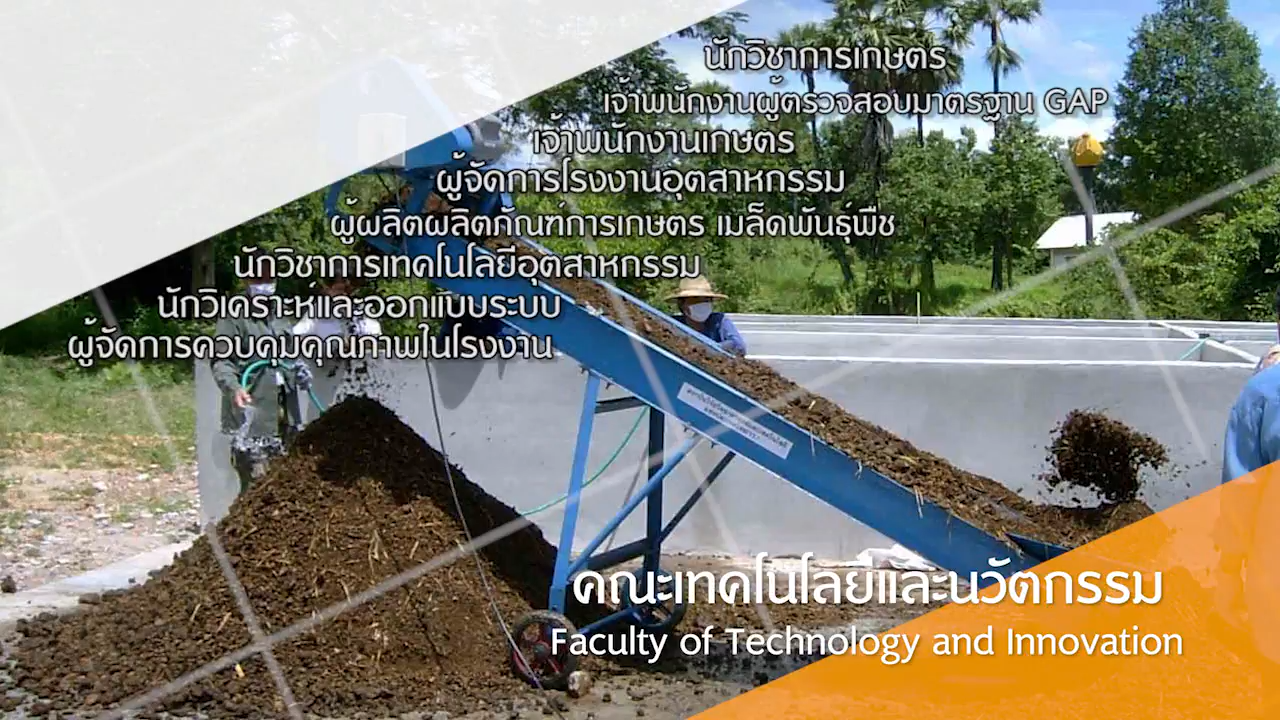 นักวิชาการเกษตร
เจ้าพนักงานผู้ตรวจสอบมาตรฐาน GAP
เจ้าพนักงานเกษตร
ผู้จัดการโรงงานอุตสาหกรรม
ผู้ผลิตผลิตภัณฑ์การเกษตร เมล็ดพันธุ์พืช
นักวิชาการเทคโนโลยีอุตสาหกรรม
นักวิเคราะห์และออกแบบระบบ
ผู้จัดการควบคุมคุณภาพในโรงงาน
คณะเทคโนโลยีและนวัตกรรม
Faculty of Technology and Innovation